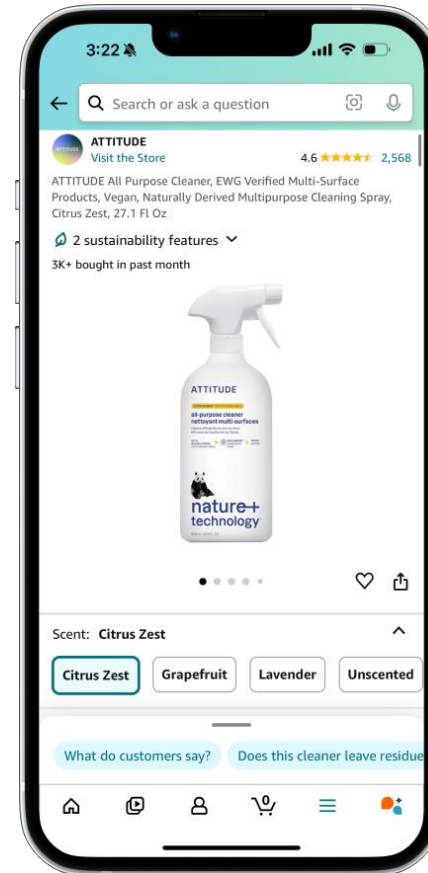 3:22
Search or ask a question
ATTITUDE
Visit the Store
4.6
2,568
ATTITUDE All Purpose Cleaner, EWG Verified Multi-Surface
Products, Vegan, Naturally Derived Multipurpose Cleaning Spray,
Citrus Zest, 27.1 Fl Oz
2 sustainability features
3K+ bought in past month
ATTITUDE
all-purpose cleaner
nettoyant multi-surfaces
nature+
technology
Scent: Citrus Zest
Citrus Zest
Grapefruit
Lavender
Unscented
What do customers say?
Does this cleaner leave residue
0